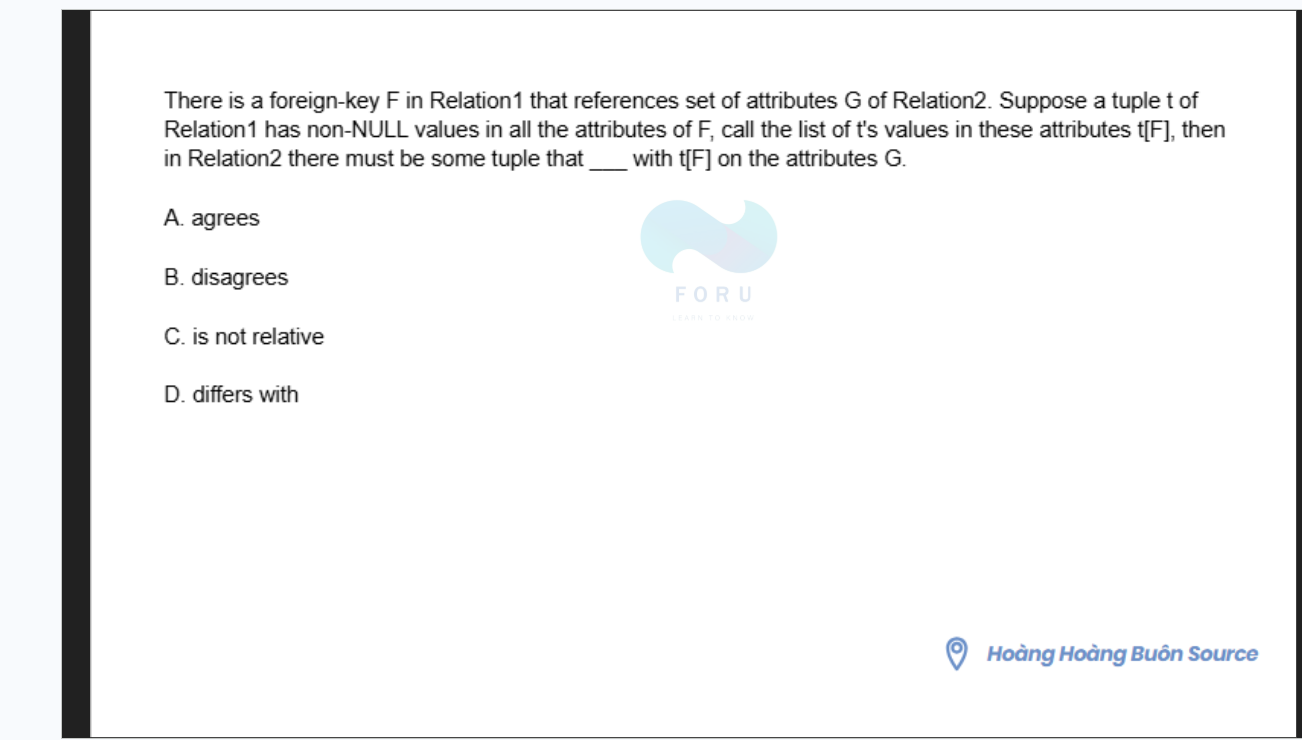 There is a foreign-key F in Relation1 that references set of attributes G of Relation2. Suppose a tuple t of
Relation1 has non-NULL values in all the attributes of F, call the list of t's values in these attributes t[F], then
in Relation2 there must be some tuple that ___ with t[F] on the attributes G.
A. agrees
B. disagrees
C. is not relative
D. differs with
FORU
LEARN TO KNOW
Hoàng Hoàng Buôn Source